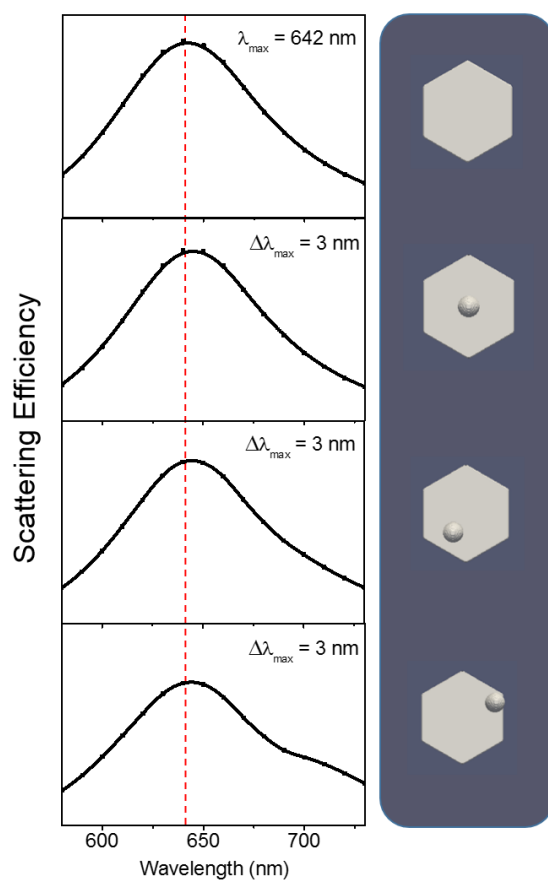 λmax = 642 nm
Δλmax = 3 nm
Δλmax = 3 nm
Δλmax = 3 nm
Scattering Efficiency
600 650 700
Wavelength (nm)